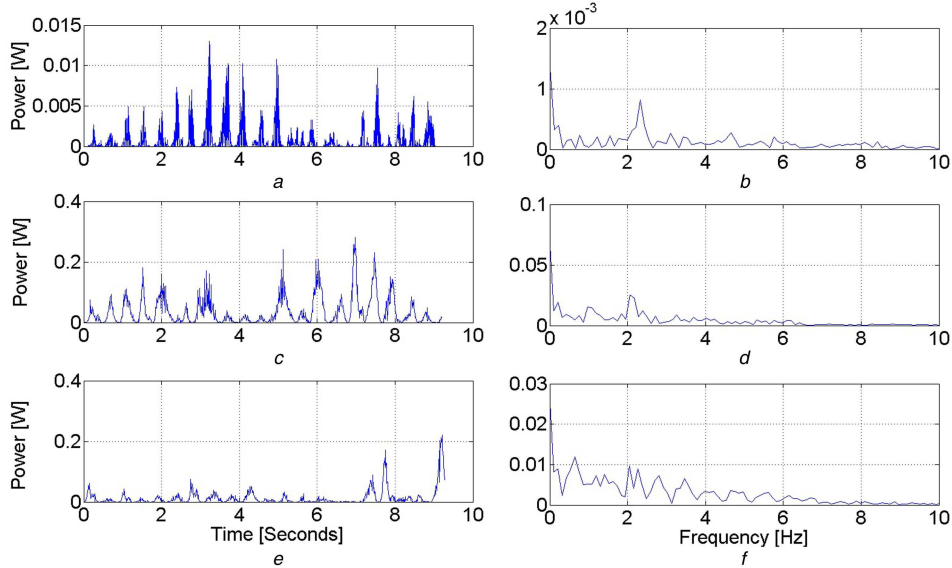 Power [W]
0.015
0.01
0.005
0
0 2 4 6 8 10
a
2 x 10⁻³
1
0
0 2 4 6 8 10
b
Power [W]
0.4
0.2
0
0 2 4 6 8 10
c
0.1
0.05
0
0 2 4 6 8 10
d
Power [W]
0.4
0.2
0
0 2 4 6 8 10
Time [Seconds]
e
0.03
0.02
0.01
0
0 2 4 6 8 10
Frequency [Hz]
f